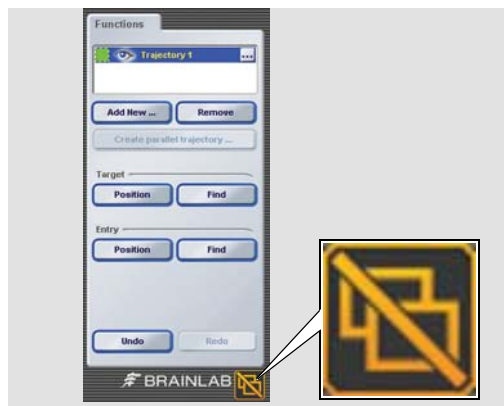 Functions
Trajectory 1 ...
Add New ... Remove
Create parallel trajectory ...
Target
Position Find
Entry
Position Find
Undo Redo
BRAINLAB